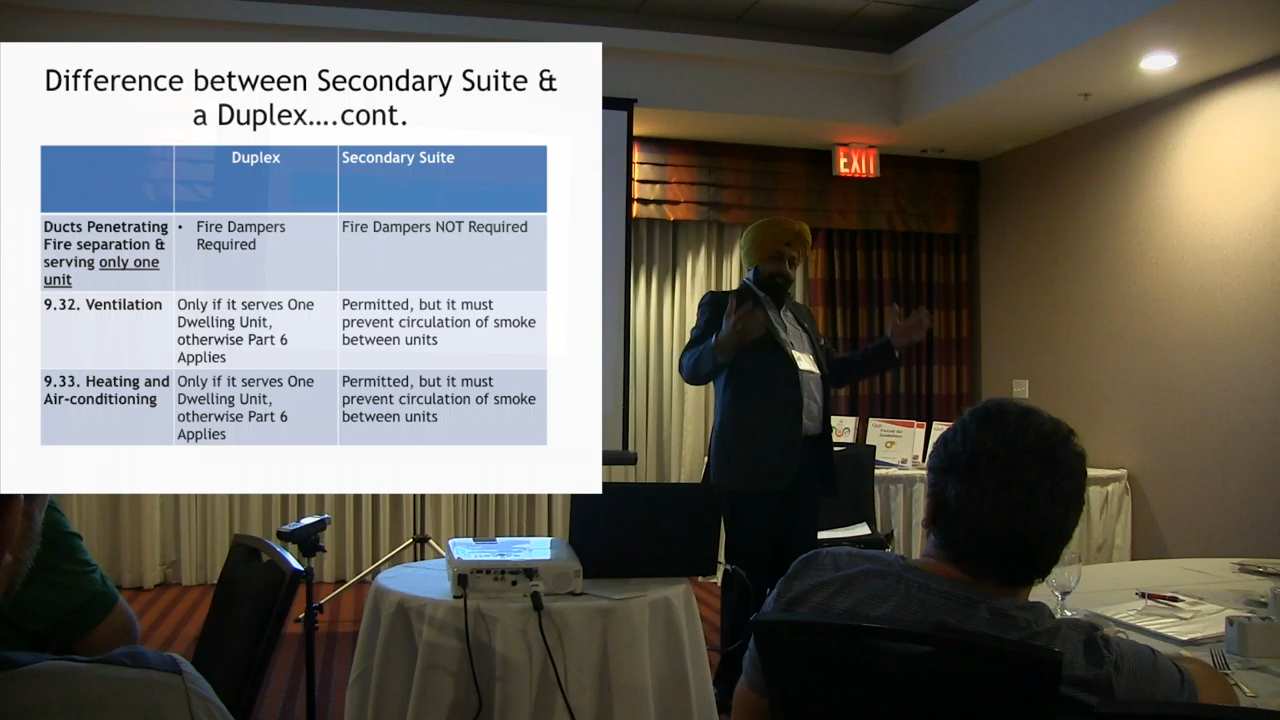 Difference between Secondary Suite &
a Duplex....cont.
Duplex
Secondary Suite
Ducts Penetrating
Fire separation &
serving only one
unit
• Fire Dampers
Required
Fire Dampers NOT Required
9.32. Ventilation
Only if it serves One
Dwelling Unit,
otherwise Part 6
Applies
Permitted, but it must
prevent circulation of smoke
between units
9.33. Heating and
Air-conditioning
Only if it serves One
Dwelling Unit,
otherwise Part 6
Applies
Permitted, but it must
prevent circulation of smoke
between units
EXIT